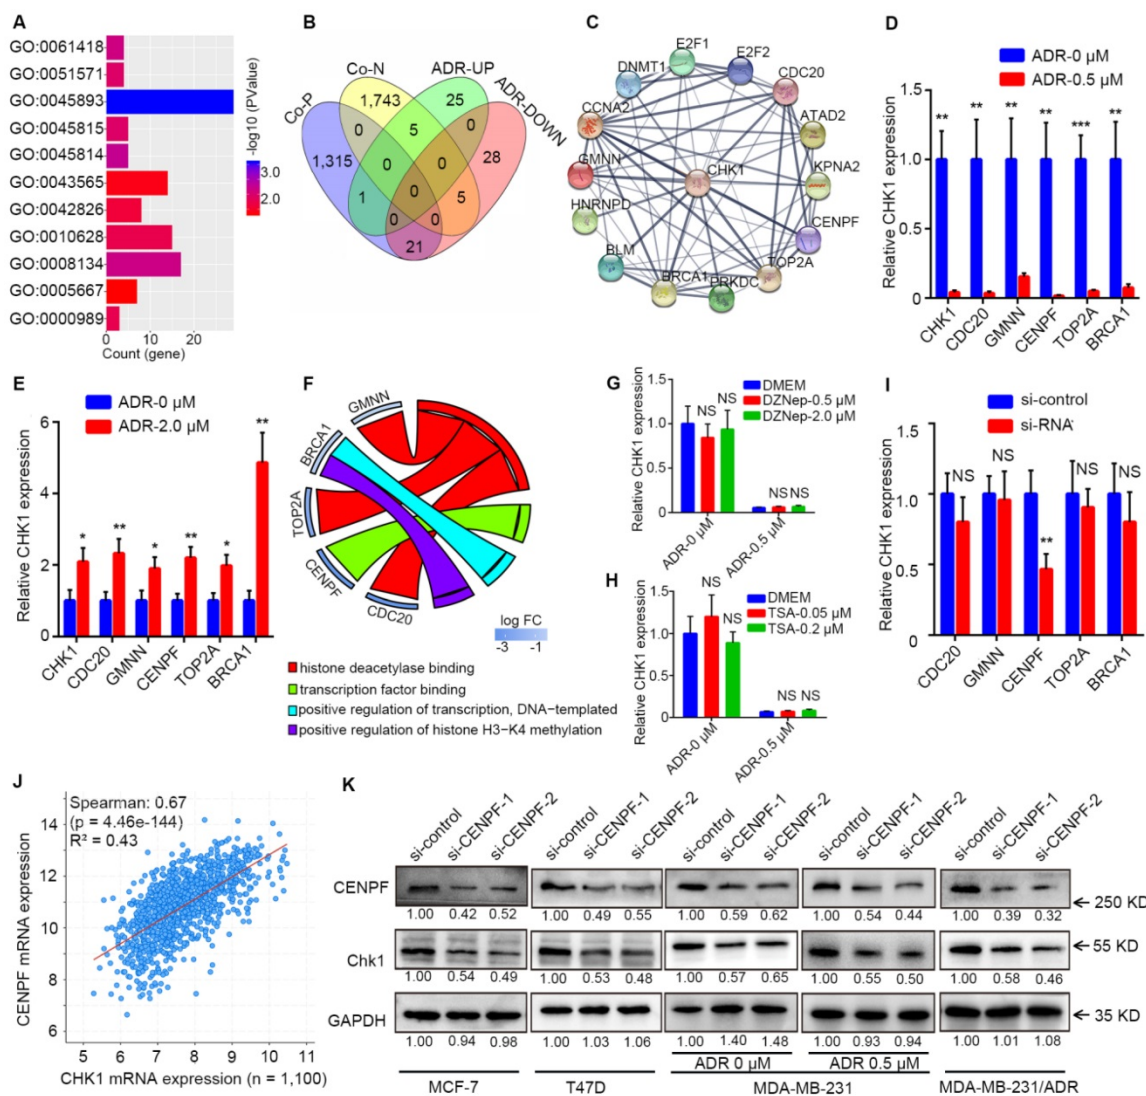 A
GO:0061418
GO:0051571
GO:0045893
GO:0045815
GO:0045814
GO:0043565
GO:0042826
GO:0010628
GO:0008134
GO:0005667
GO:0000989
0 10 20
Count (gene)
-log10 (PValue)
3.0
2.0
B
Co-P
Co-N
ADR-UP
ADR-DOWN
1,743 25
0 5 0
1,315 0 0 28
1 0 5
0 0
21
C
E2F1
E2F2
DNMT1
CDC20
CCNA2
ATAD2
GMNN
CHK1
KPNA2
HNRNPD
CENPF
BLM
TOP2A
BRCA1
PRKDC
D
ADR-0 µM
ADR-0.5 µM
Relative CHK1 expression
1.5
1.0
0.5
0.0
** ** ** ** *** **
CHK1 CDC20 GMNN CENPF TOP2A BRCA1
E
ADR-0 µM
ADR-2.0 µM
Relative CHK1 expression
6
4
2
0
* ** * ** * **
CHK1 CDC20 GMNN CENPF TOP2A BRCA1
F
GMNN
BRCA1
TOP2A
CENPF
CDC20
log FC
-3 -1
histone deacetylase binding
transcription factor binding
positive regulation of transcription, DNA−templated
positive regulation of histone H3−K4 methylation
G
Relative CHK1 expression
1.5
1.0
0.5
0
DMEM
DZNep-0.5 µM
DZNep-2.0 µM
NS NS
NS NS
ADR-0 µM ADR-0.5 µM
H
Relative CHK1 expression
1.5
1.0
0.5
0
DMEM
TSA-0.05 µM
TSA-0.2 µM
NS NS
NS NS
ADR-0 µM ADR-0.5 µM
I
si-control
si-RNA
Relative CHK1 expression
1.5
1.0
0.5
0
NS NS ** NS NS
CDC20 GMNN CENPF TOP2A BRCA1
J
Spearman: 0.67
(p = 4.46e-144)
R² = 0.43
CENPF mRNA expression
14
12
10
8
6
5 6 7 8 9 10 11
CHK1 mRNA expression (n = 1,100)
K
si-control si-CENPF-1 si-CENPF-2 si-control si-CENPF-1 si-CENPF-2 si-control si-CENPF-1 si-CENPF-2 si-control si-CENPF-1 si-CENPF-2 si-control si-CENPF-1 si-CENPF-2
CENPF ← 250 KD
1.00 0.42 0.52 1.00 0.49 0.55 1.00 0.59 0.62 1.00 0.54 0.44 1.00 0.39 0.32
Chk1 ← 55 KD
1.00 0.54 0.49 1.00 0.53 0.48 1.00 0.57 0.65 1.00 0.55 0.50 1.00 0.58 0.46
GAPDH ← 35 KD
1.00 0.94 0.98 1.00 1.03 1.06 1.00 1.40 1.48 1.00 0.93 0.94 1.00 1.01 1.08
ADR 0 µM ADR 0.5 µM
MCF-7 T47D MDA-MB-231 MDA-MB-231/ADR